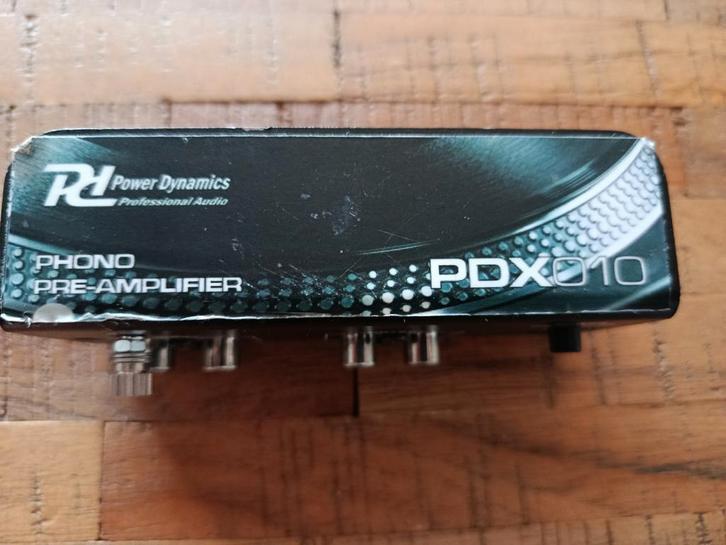 Pd Power Dynamics
Professional Audio
PHONO
PRE-AMPLIFIER
PDX010